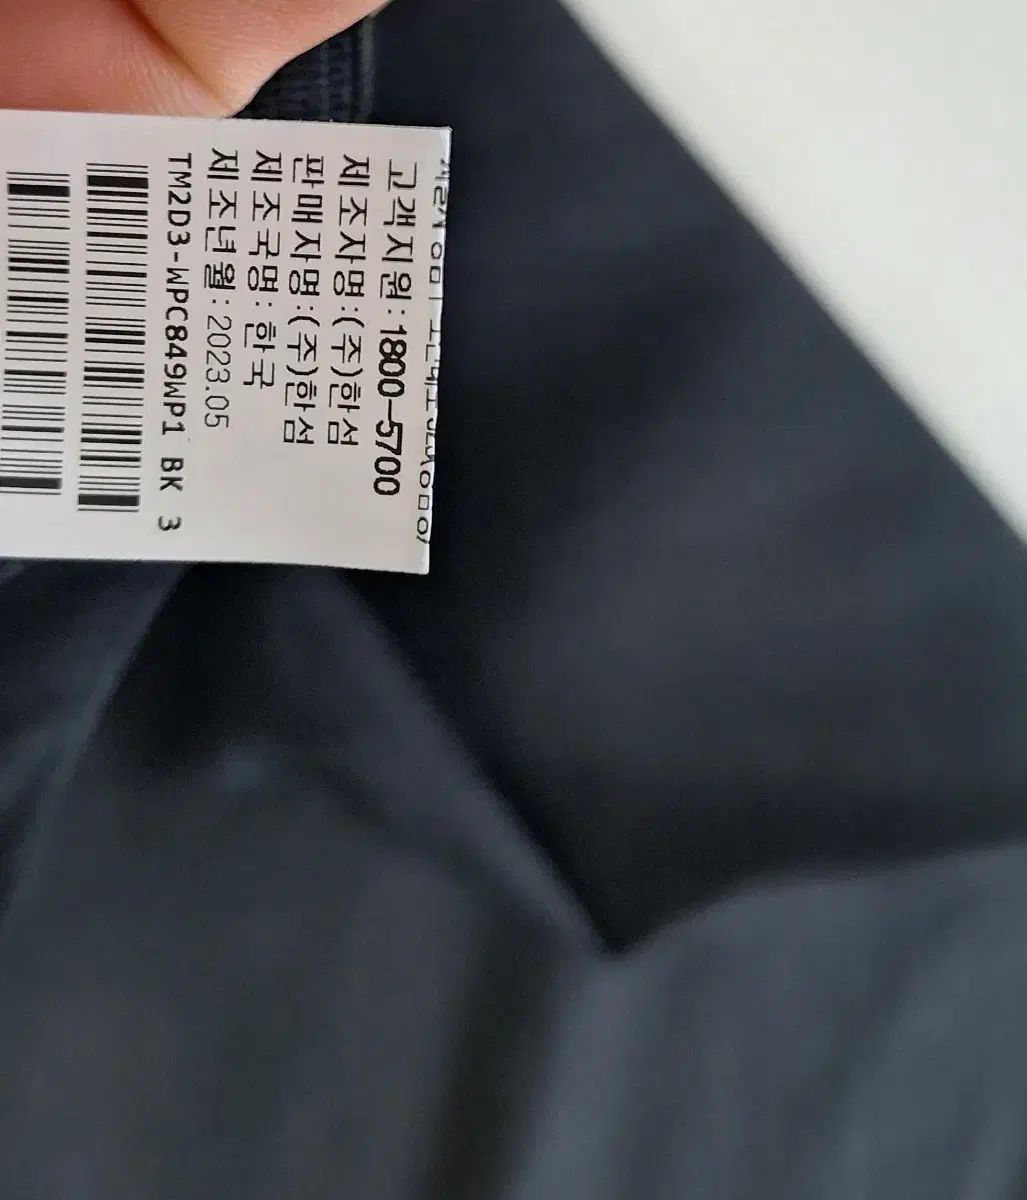 고객지원:1800-5700
제조자명:(주)한섬
판매자명:(주)한섬
제조국명:한국
제조년월:2023.05
TM2D3-WPC849WP1 BK 3